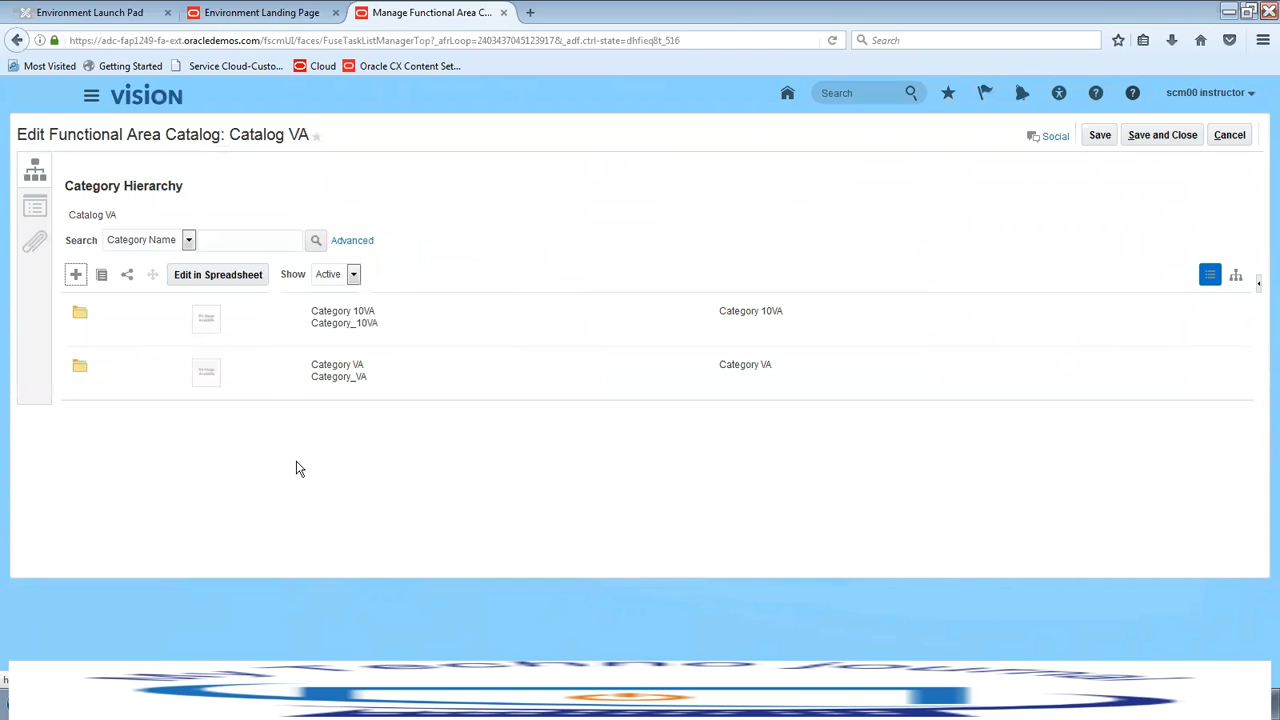 Environment Launch Pad
Environment Landing Page
Manage Functional Area C...
https://adc-fap1249-fa-ext.oracledemos.com/fscmUI/faces/FuseTaskListManagerTop?_afrLoop=2403437045123917&_adf.ctrl-state=dhfieq8t_516
Search
Most Visited
Getting Started
Service Cloud-Custo...
Cloud
Oracle CX Content Set...
VISION
Search
scm00 instructor
Edit Functional Area Catalog: Catalog VA
Social
Save
Save and Close
Cancel
Category Hierarchy
Catalog VA
Search
Category Name
Advanced
Edit in Spreadsheet
Show
Active
Category 10VA
Category_10VA
Category 10VA
Category VA
Category_VA
Category VA